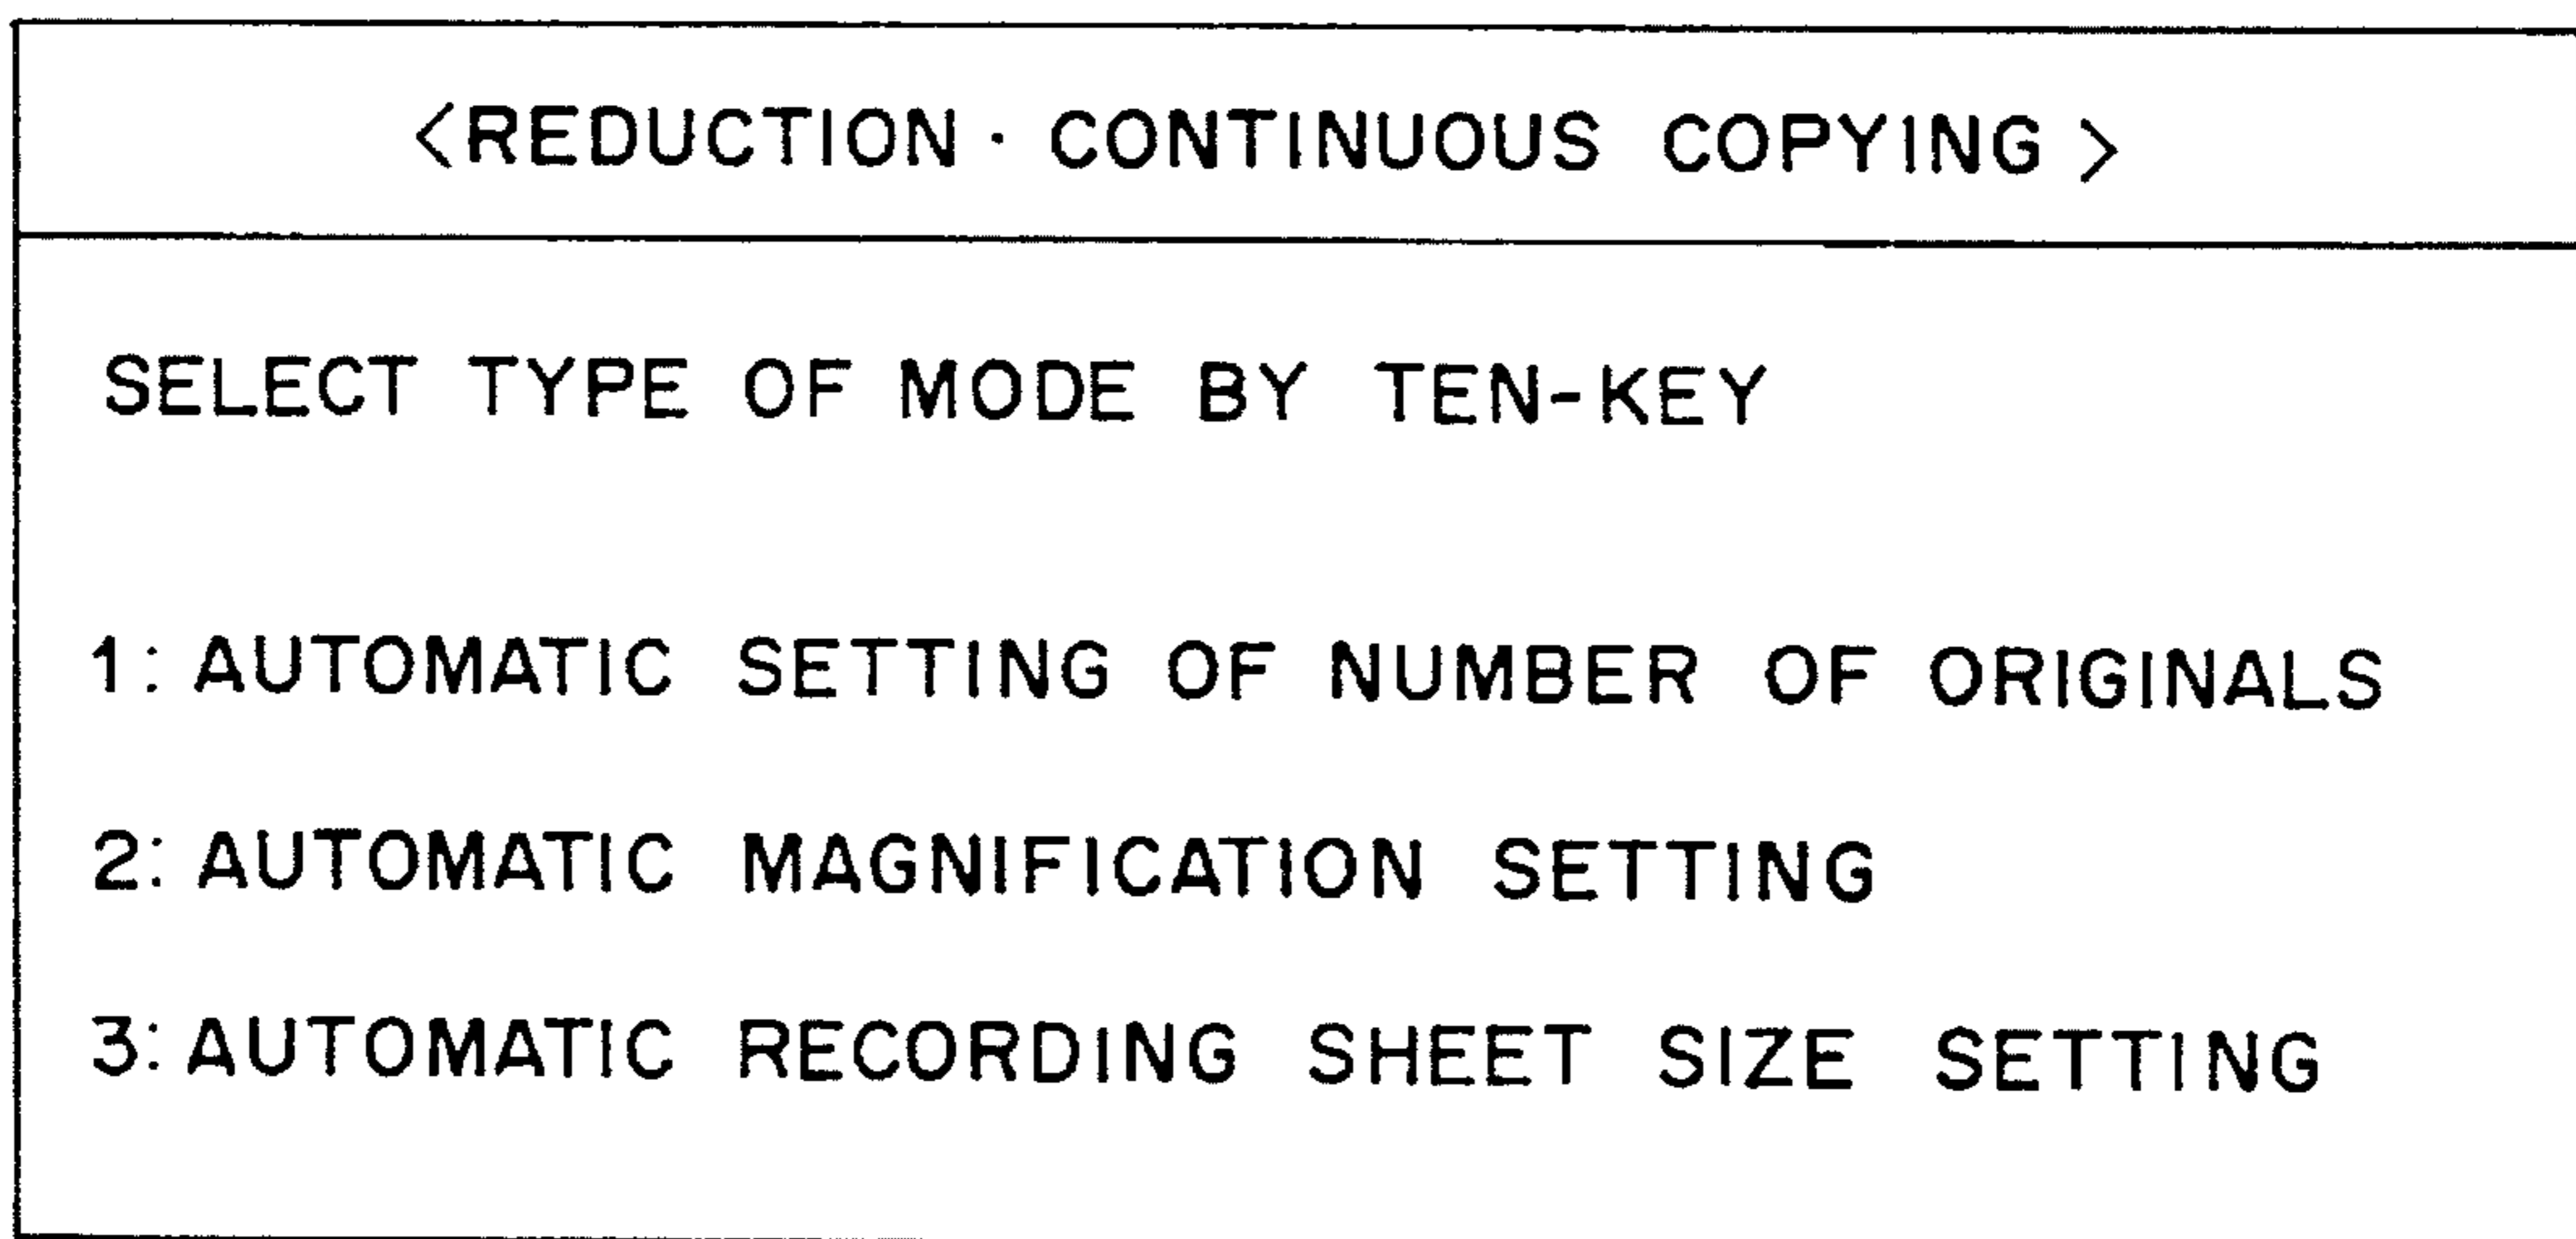 <REDUCTION · CONTINUOUS COPYING>
SELECT TYPE OF MODE BY TEN-KEY
1: AUTOMATIC SETTING OF NUMBER OF ORIGINALS
2: AUTOMATIC MAGNIFICATION SETTING
3: AUTOMATIC RECORDING SHEET SIZE SETTING